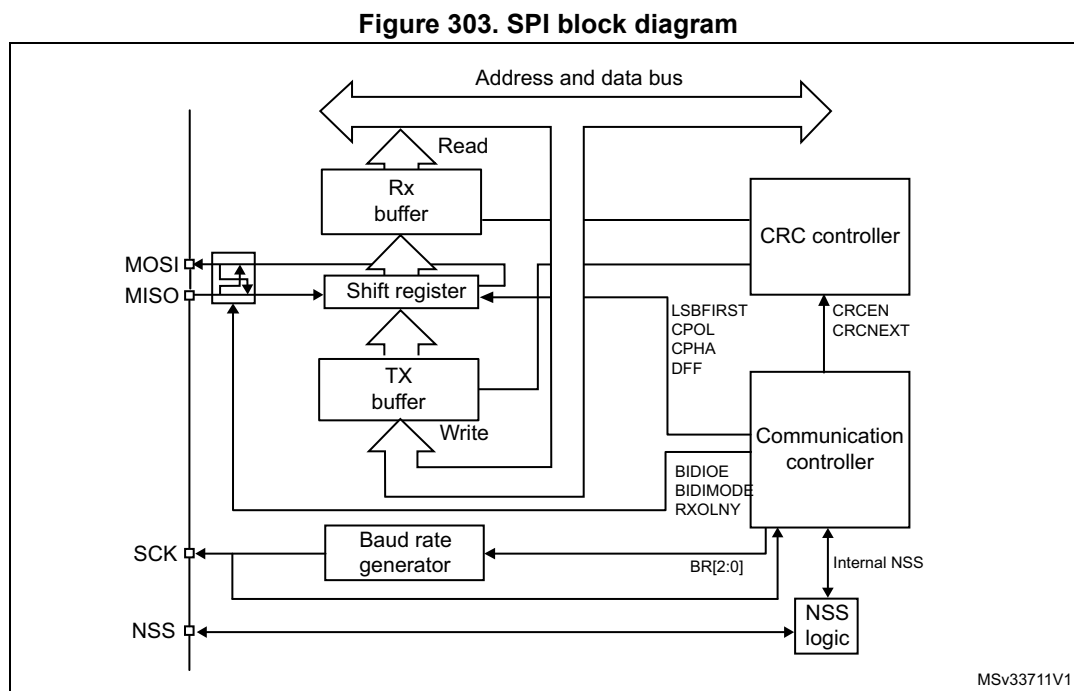 Figure 303. SPI block diagram
Address and data bus
Read
Rx
buffer
CRC controller
MOSI
MISO
Shift register
LSBFIRST
CPOL
CPHA
DFF
CRCEN
CRCNEXT
TX
buffer
Write
Communication
controller
BIDIOE
BIDIMODE
RXOLNY
SCK
Baud rate
generator
BR[2:0]
Internal NSS
NSS
NSS
logic
MSv33711V1